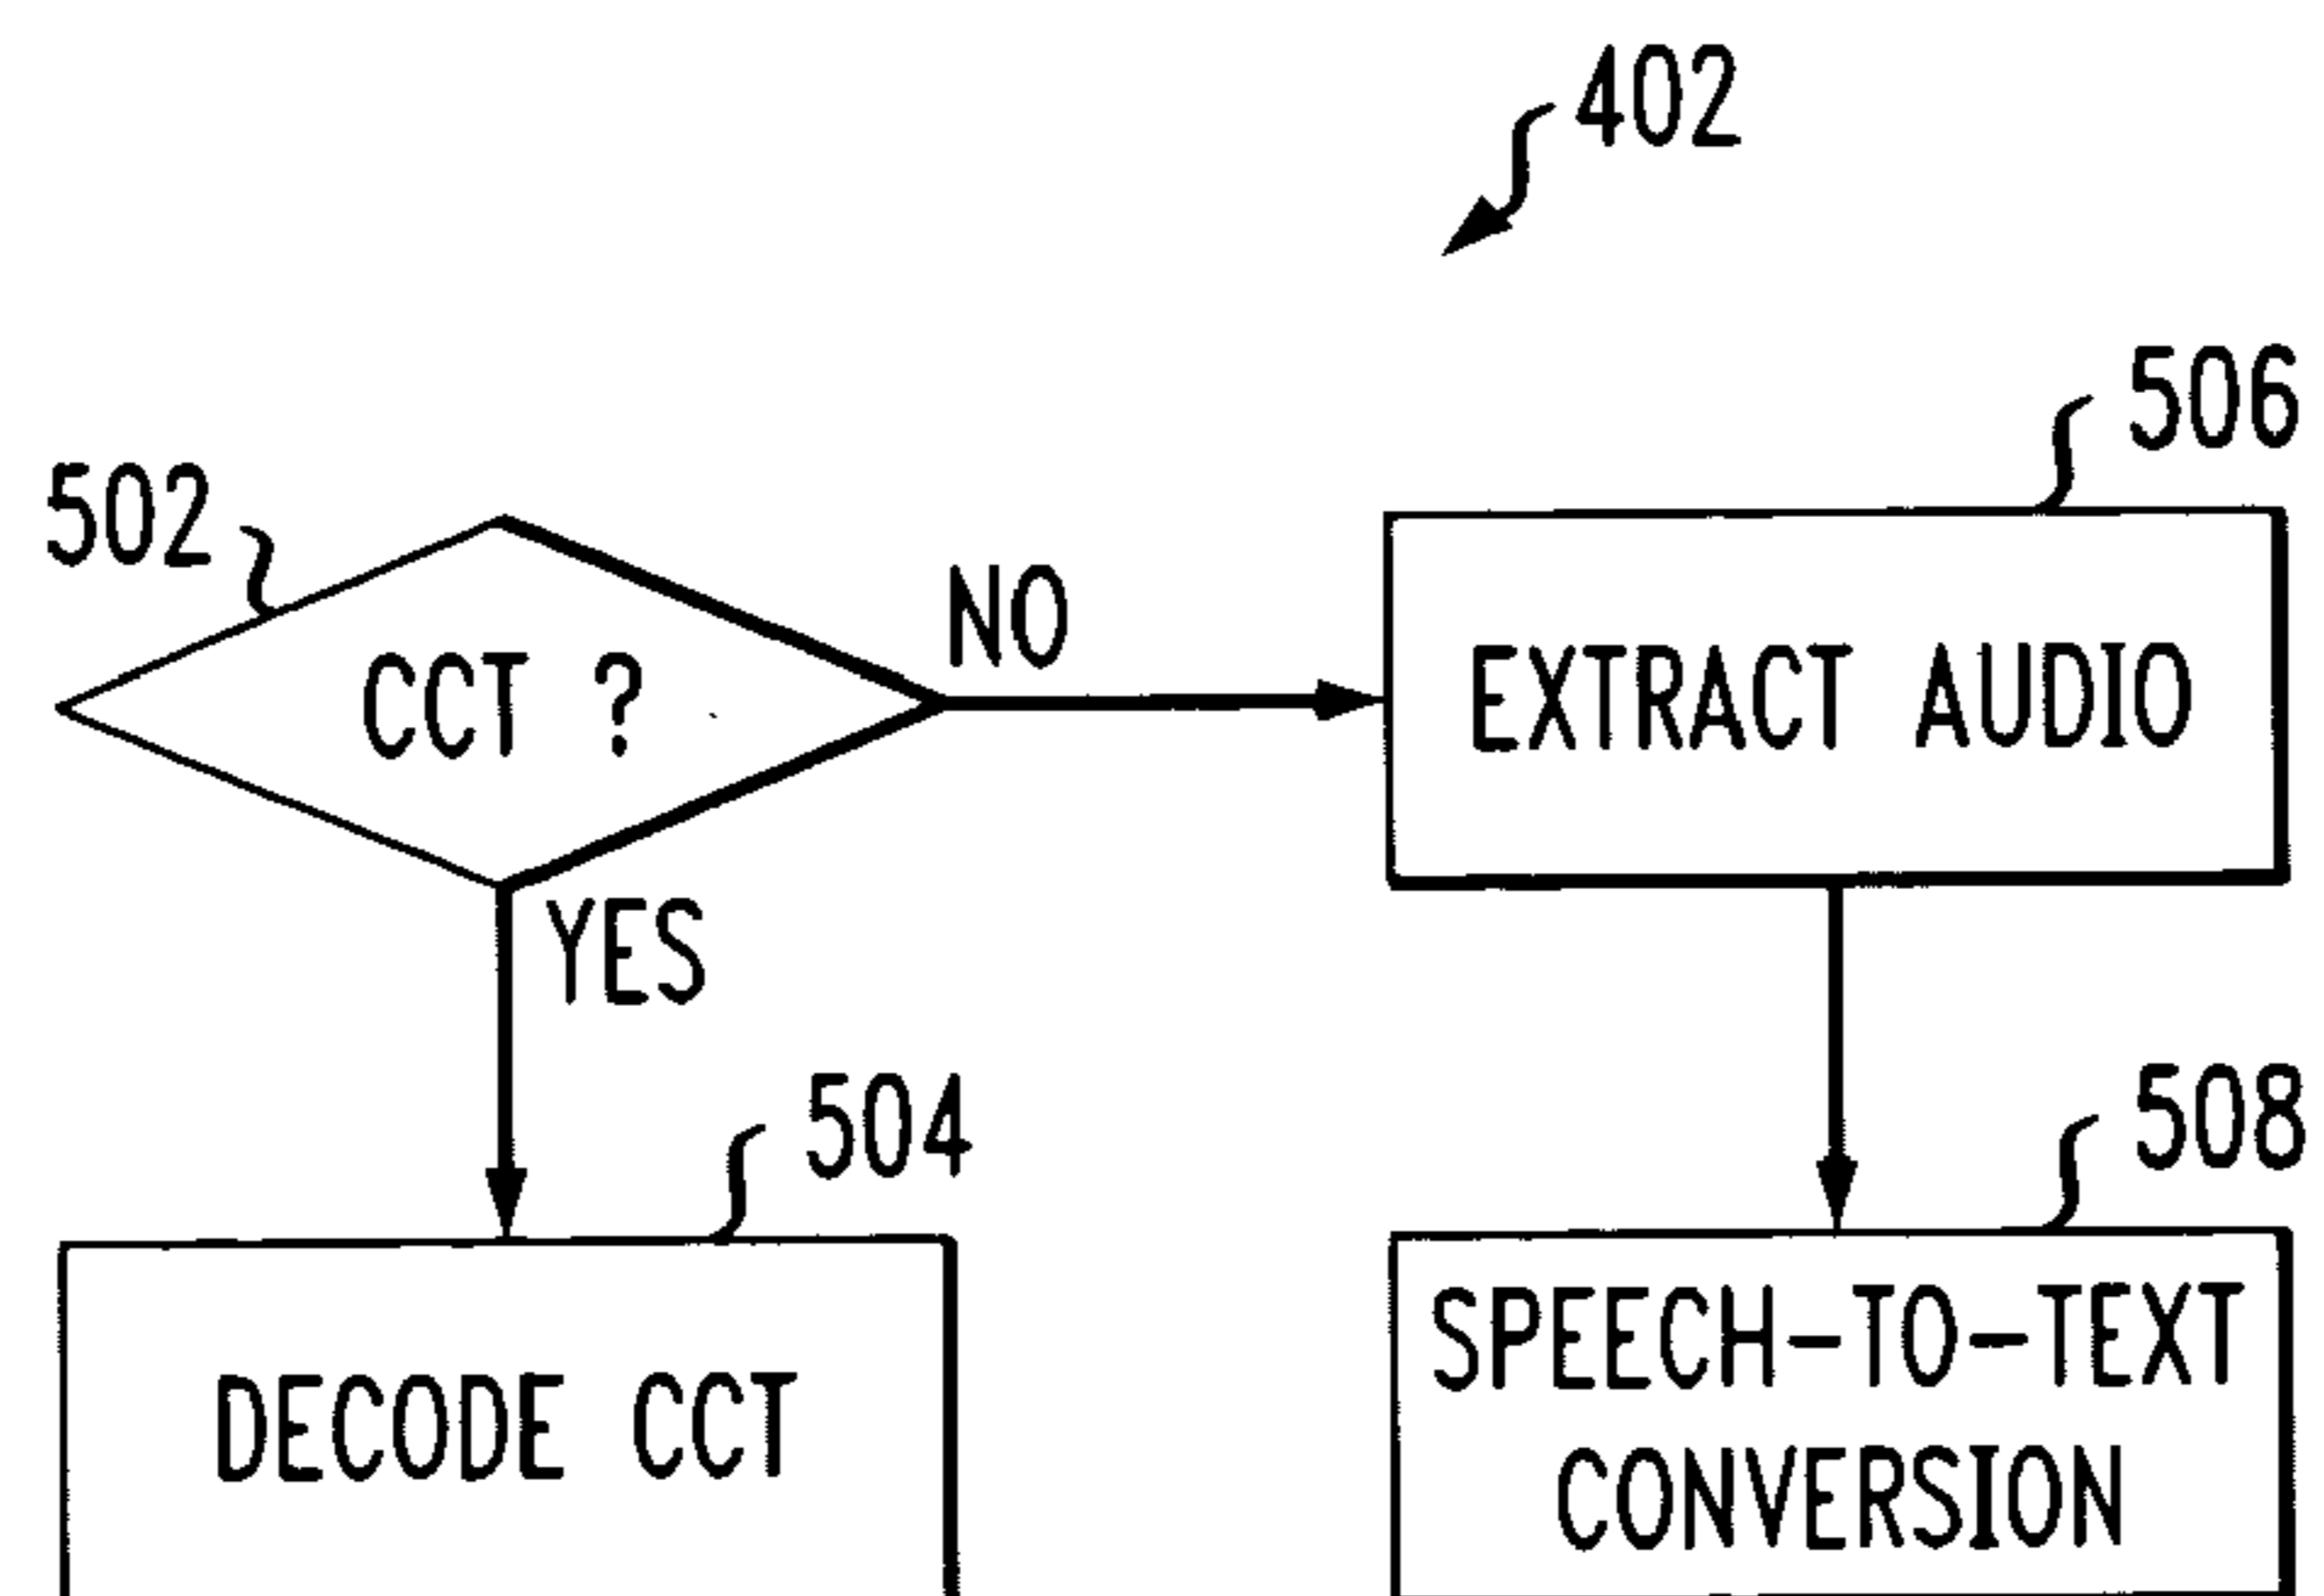 402
506
502
NO
CCT ?
EXTRACT AUDIO
YES
504
508
DECODE CCT
SPEECH-TO-TEXT
CONVERSION